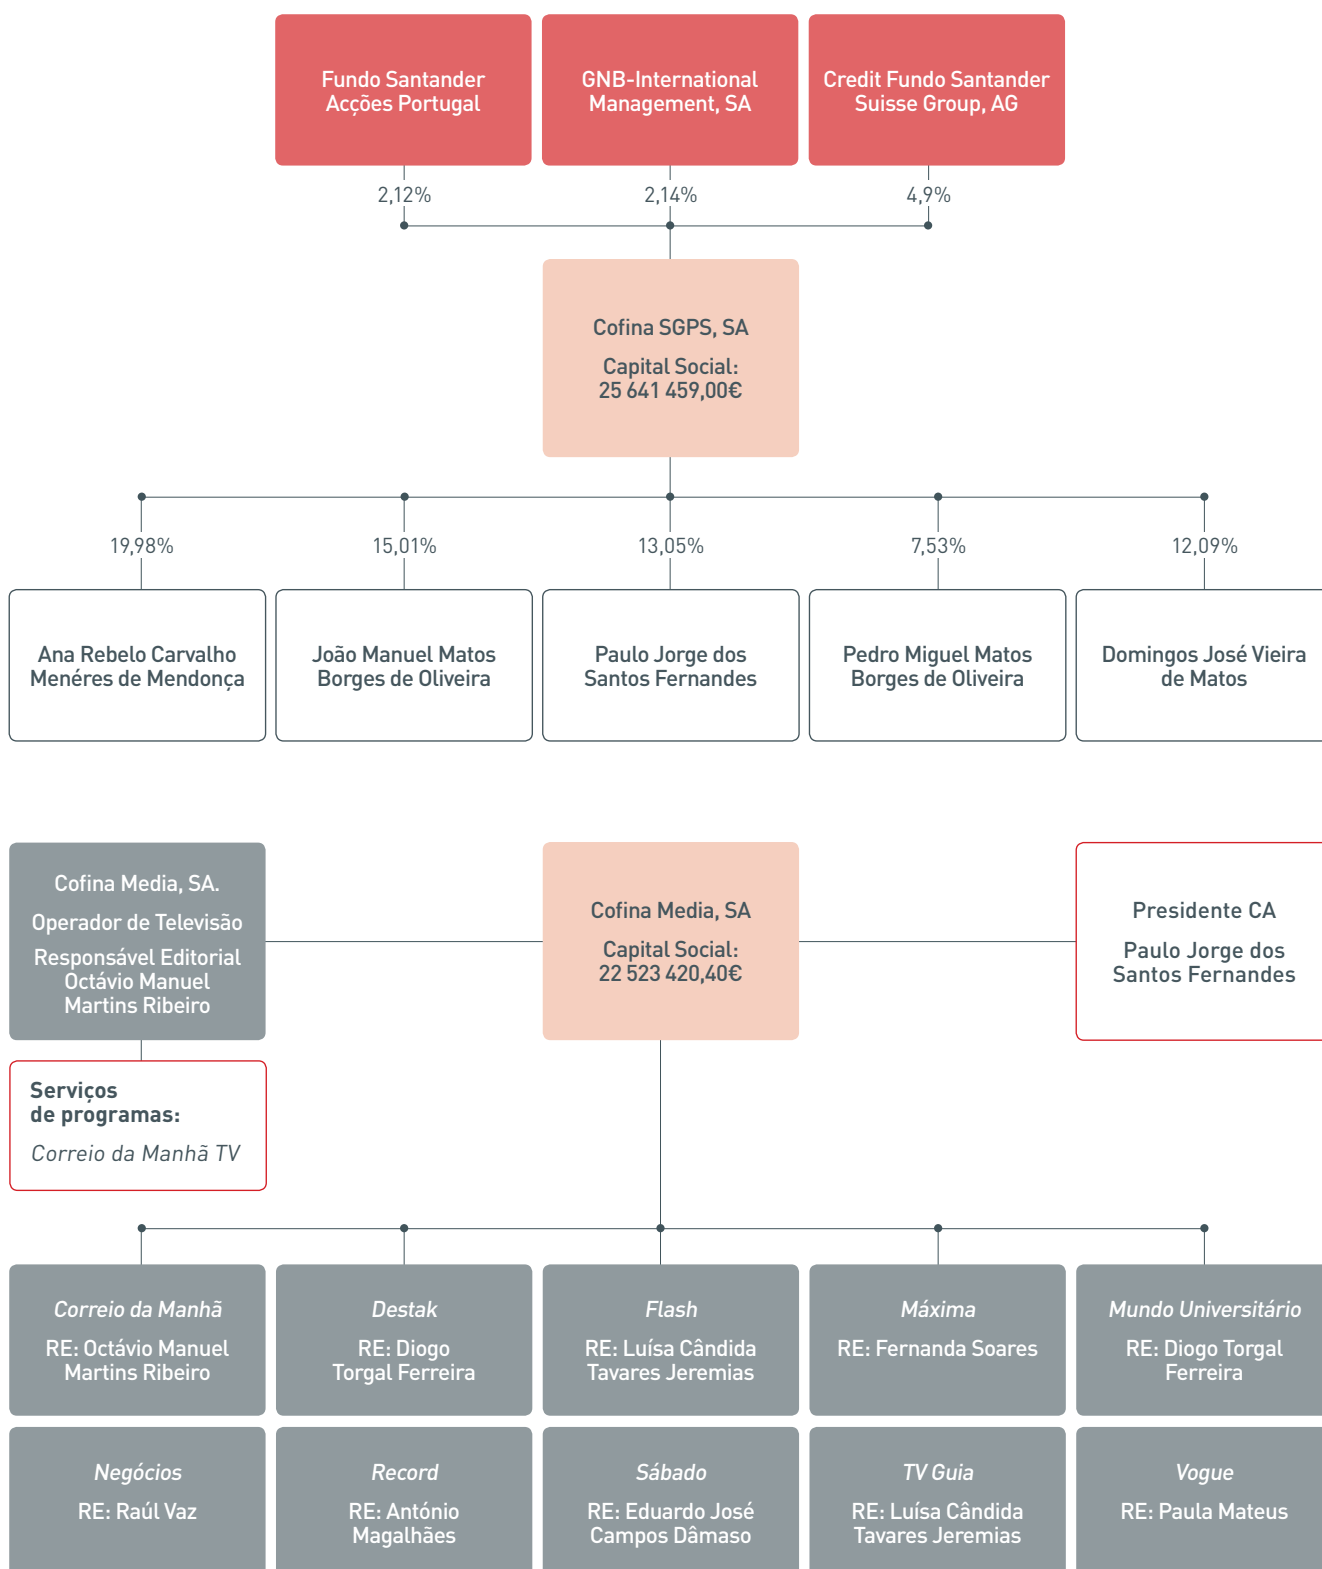 Fundo Santander
Acções Portugal
GNB-International
Management, SA
Credit Fundo Santander
Suisse Group, AG
2,12%
2,14%
4,9%
Cofina SGPS, SA
Capital Social:
25 641 459,00€
19,98%
15,01%
13,05%
7,53%
12,09%
Ana Rebelo Carvalho
Menéres de Mendonça
João Manuel Matos
Borges de Oliveira
Paulo Jorge dos
Santos Fernandes
Pedro Miguel Matos
Borges de Oliveira
Domingos José Vieira
de Matos
Cofina Media, SA.
Operador de Televisão
Responsável Editorial
Octávio Manuel
Martins Ribeiro
Cofina Media, SA
Capital Social:
22 523 420,40€
Presidente CA
Paulo Jorge dos
Santos Fernandes
Serviços
de programas:
Correio da Manhã TV
Correio da Manhã
RE: Octávio Manuel
Martins Ribeiro
Destak
RE: Diogo
Torgal Ferreira
Flash
RE: Luísa Cândida
Tavares Jeremias
Máxima
RE: Fernanda Soares
Mundo Universitário
RE: Diogo Torgal
Ferreira
Negócios
RE: Raúl Vaz
Record
RE: António
Magalhães
Sábado
RE: Eduardo José
Campos Dâmaso
TV Guia
RE: Luísa Cândida
Tavares Jeremias
Vogue
RE: Paula Mateus